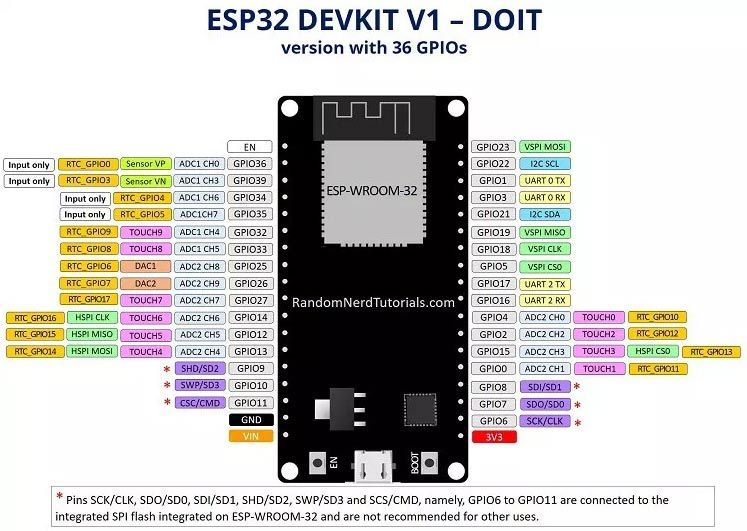 ESP32 DEVKIT V1 – DOIT
version with 36 GPIOs
EN GPIO23 VSPI MOSI
Input only RTC_GPIO0 Sensor VP ADC1 CH0 GPIO36 GPIO22 I2C SCL
Input only RTC_GPIO3 Sensor VN ADC1 CH3 GPIO39 GPIO1 UART 0 TX
Input only RTC_GPIO4 ADC1 CH6 GPIO34 ESP-WROOM-32 GPIO3 UART 0 RX
Input only RTC_GPIO5 ADC1CH7 GPIO35 GPIO21 I2C SDA
RTC_GPIO9 TOUCH9 ADC1 CH4 GPIO32 GPIO19 VSPI MISO
RTC_GPIO8 TOUCH8 ADC1 CH5 GPIO33 GPIO18 VSPI CLK
RTC_GPIO6 DAC1 ADC2 CH8 GPIO25 GPIO5 VSPI CS0
RTC_GPIO7 DAC2 ADC2 CH9 GPIO26 GPIO17 UART 2 TX
RTC_GPIO17 TOUCH7 ADC2 CH7 GPIO27 RandomNerdTutorials.com GPIO16 UART 2 RX
RTC_GPIO16 HSPI CLK TOUCH6 ADC2 CH6 GPIO14 GPIO4 ADC2 CH0 TOUCH0 RTC_GPIO10
RTC_GPIO15 HSPI MISO TOUCH5 ADC2 CH5 GPIO12 GPIO2 ADC2 CH2 TOUCH2 RTC_GPIO12
RTC_GPIO14 HSPI MOSI TOUCH4 ADC2 CH4 GPIO13 GPIO15 ADC2 CH3 TOUCH3 HSPI CS0 RTC_GPIO13
* SHD/SD2 GPIO9 GPIO0 ADC2 CH1 TOUCH1 RTC_GPIO11
* SWP/SD3 GPIO10 GPIO8 SDI/SD1 *
* CSC/CMD GPIO11 GPIO7 SDO/SD0 *
GND GPIO6 SCK/CLK *
VIN 3V3
EN BOOT
* Pins SCK/CLK, SDO/SD0, SDI/SD1, SHD/SD2, SWP/SD3 and SCS/CMD, namely, GPIO6 to GPIO11 are connected to the
integrated SPI flash integrated on ESP-WROOM-32 and are not recommended for other uses.